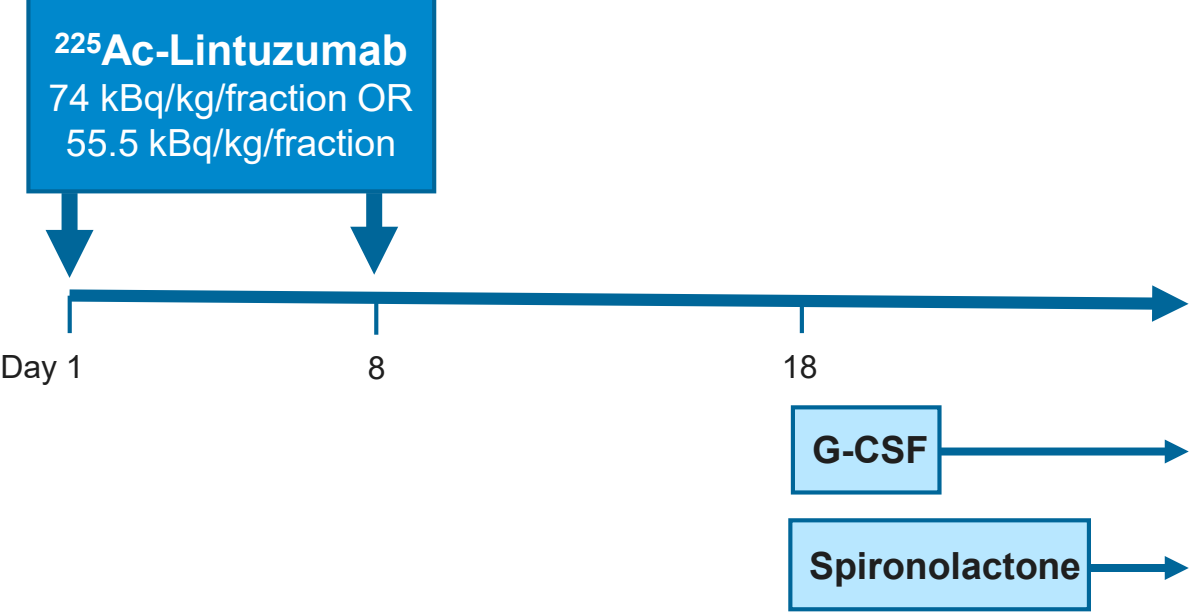 ²²⁵Ac-Lintuzumab
74 kBq/kg/fraction OR
55.5 kBq/kg/fraction
Day 1
8
18
G-CSF
Spironolactone